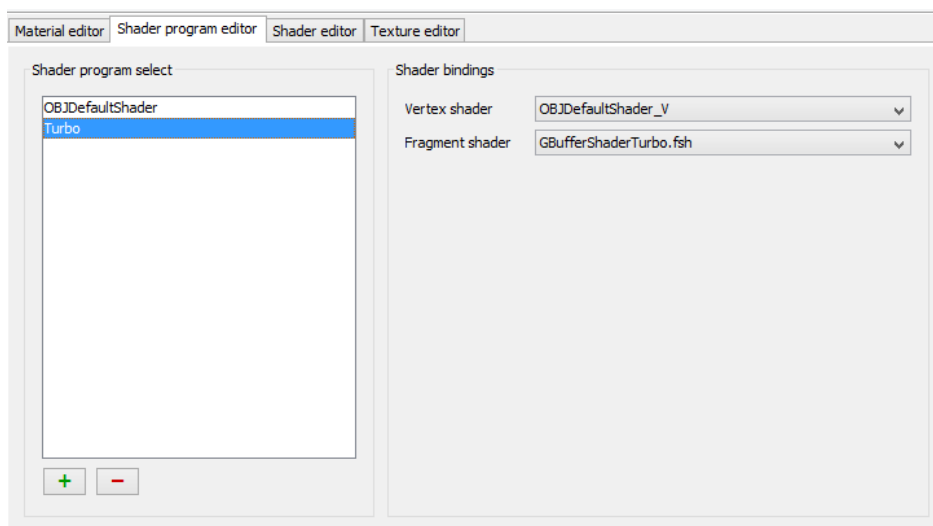 Material editor Shader program editor Shader editor Texture editor
Shader program select
OBJDefaultShader
Turbo
+ −
Shader bindings
Vertex shader OBJDefaultShader_V
Fragment shader GBufferShaderTurbo.fsh